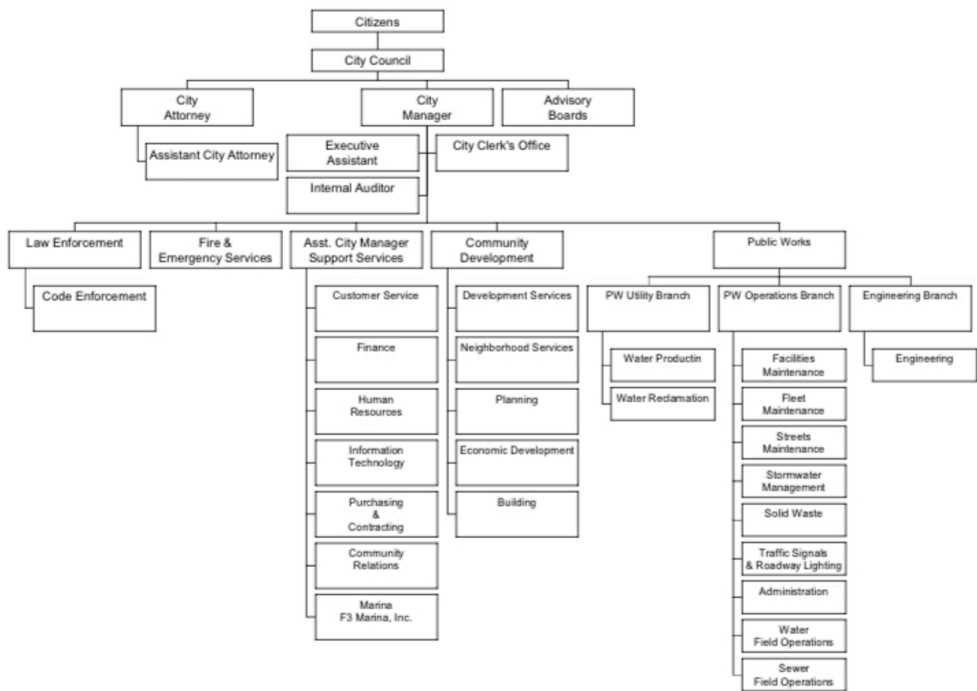 Citizens
City Council
City
Attorney
City
Manager
Advisory
Boards
Assistant City Attorney
Executive
Assistant
City Clerk's Office
Internal Auditor
Law Enforcement
Fire &
Emergency Services
Asst. City Manager
Support Services
Community
Development
Public Works
Code Enforcement
Customer Service
Finance
Human
Resources
Information
Technology
Purchasing
&
Contracting
Community
Relations
Marina
F3 Marina, Inc.
Development Services
Neighborhood Services
Planning
Economic Development
Building
PW Utility Branch
Water Productin
Water Reclamation
PW Operations Branch
Facilities
Maintenance
Fleet
Maintenance
Streets
Maintenance
Stormwater
Management
Solid Waste
Traffic Signals
& Roadway Lighting
Administration
Water
Field Operations
Sewer
Field Operations
Engineering Branch
Engineering